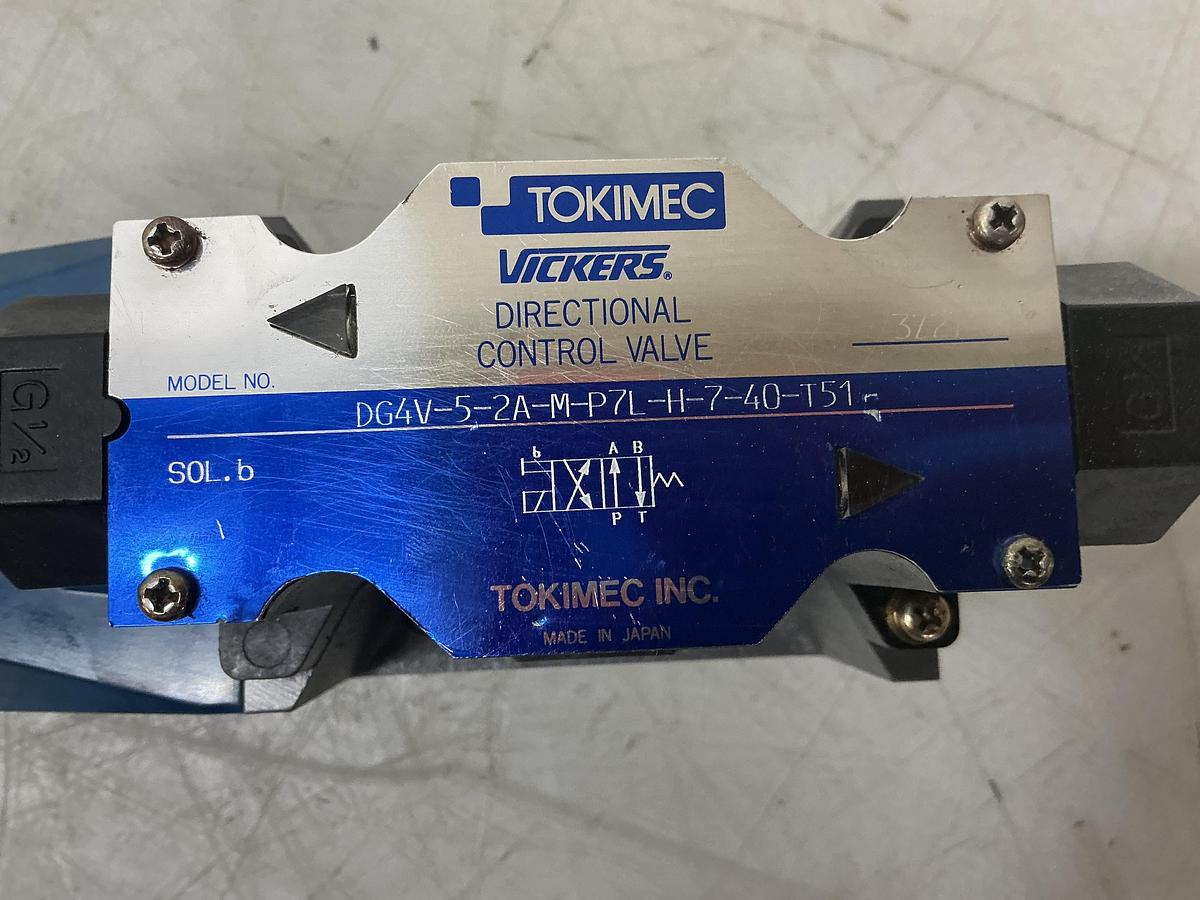 TOKIMEC
VICKERS®
DIRECTIONAL
CONTROL VALVE
MODEL NO.
DG4V-5-2A-M-P7L-H-7-40-T51
SOL.b
b A B
P T
TOKIMEC INC.
MADE IN JAPAN
G½